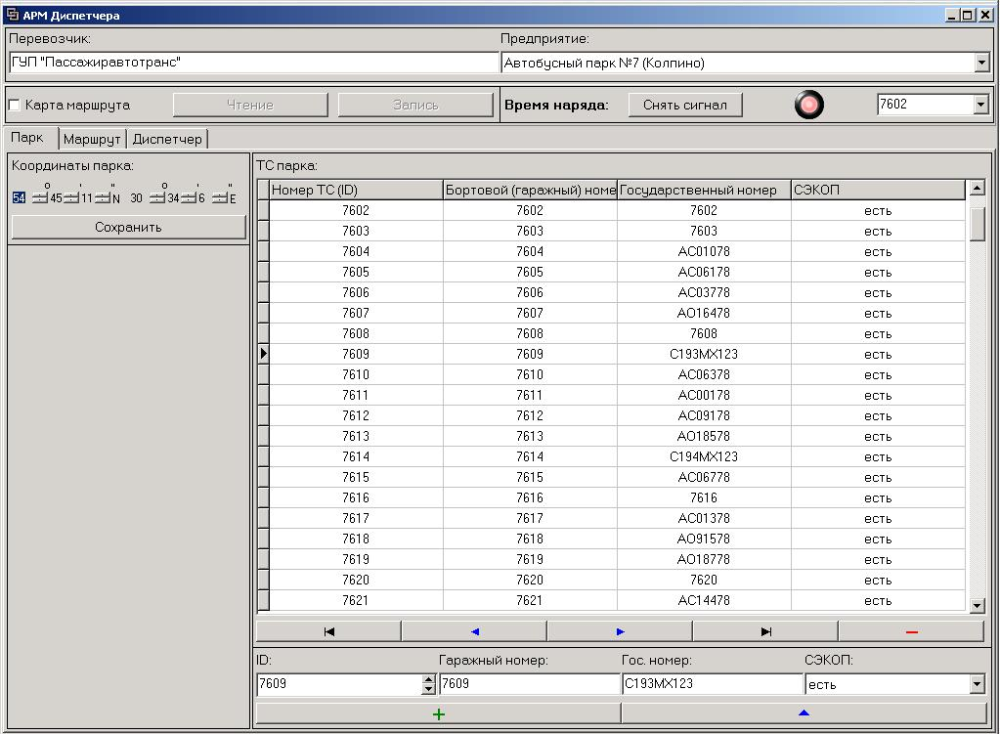 АРМ Диспетчера
Перевозчик: Предприятие:
ГУП "Пассажиравтотранс" Автобусный парк №7 (Колпино)
Карта маршрута Чтение Запись Время наряда: Снять сигнал 7602
Парк Маршрут Диспетчер
Координаты парка:
o ' " o ' "
54 45 11 N 30 34 6 E
Сохранить
ТС парка:
Номер ТС (ID) Бортовой (гаражный) номе Государственный номер СЭКОП
7602 7602 7602 есть
7603 7603 7603 есть
7604 7604 АС01078 есть
7605 7605 АС06178 есть
7606 7606 АС03778 есть
7607 7607 АО16478 есть
7608 7608 7608 есть
7609 7609 С193МХ123 есть
7610 7610 АС06378 есть
7611 7611 АС00178 есть
7612 7612 АС09178 есть
7613 7613 АО18578 есть
7614 7614 С194МХ123 есть
7615 7615 АС06778 есть
7616 7616 7616 есть
7617 7617 АС01378 есть
7618 7618 АО91578 есть
7619 7619 АО18778 есть
7620 7620 7620 есть
7621 7621 АС14478 есть
ID: Гаражный номер: Гос. номер: СЭКОП:
7609 7609 С193МХ123 есть